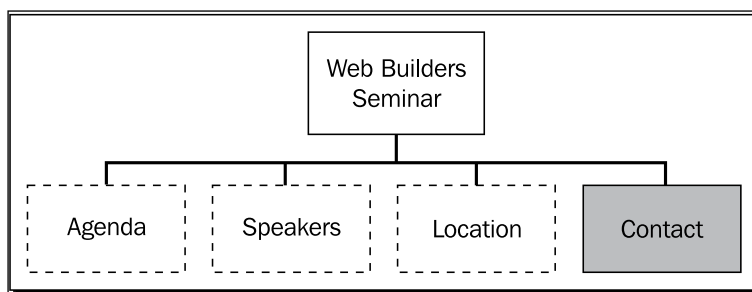 Web Builders
Seminar
Agenda
Speakers
Location
Contact